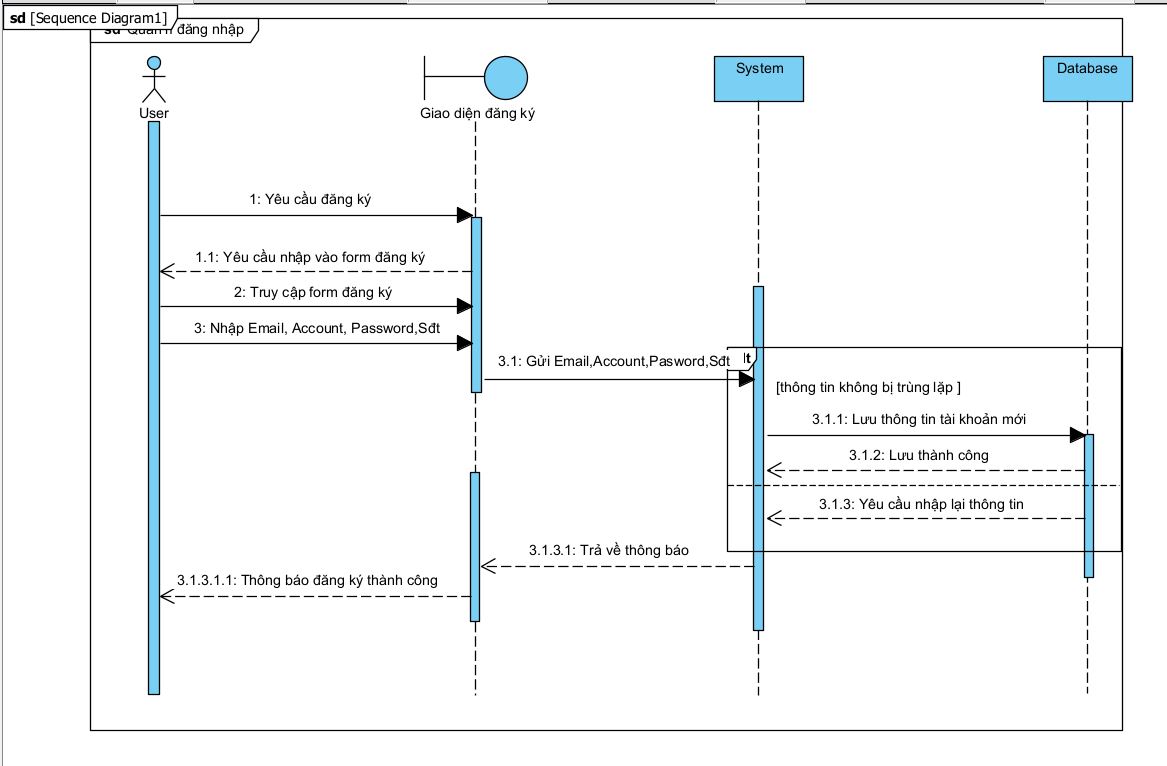 sd [Sequence Diagram1]
sd đăng nhập
User
Giao diện đăng ký
System
Database
1: Yêu cầu đăng ký
1.1: Yêu cầu nhập vào form đăng ký
2: Truy cập form đăng ký
3: Nhập Email, Account, Password,Sđt
3.1: Gửi Email,Account,Pasword,Sđt
[thông tin không bị trùng lặp ]
3.1.1: Lưu thông tin tài khoản mới
3.1.2: Lưu thành công
3.1.3: Yêu cầu nhập lại thông tin
3.1.3.1: Trả về thông báo
3.1.3.1.1: Thông báo đăng ký thành công